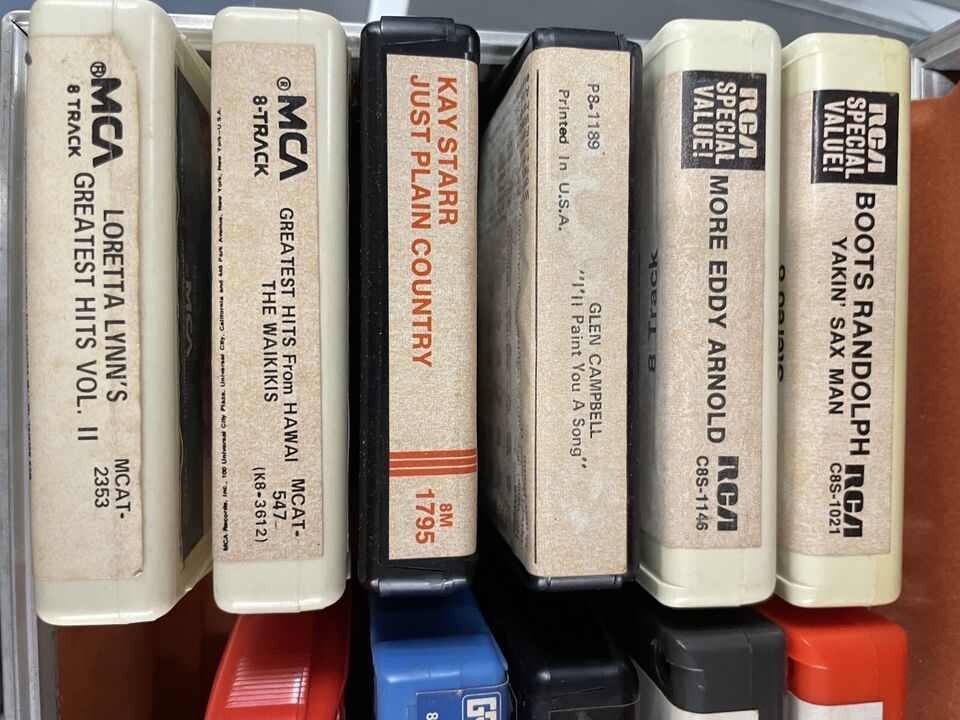 ®MCA
8 TRACK
LORETTA LYNN'S
GREATEST HITS VOL. II
MCAT-
2353
®MCA
8-TRACK
GREATEST HITS From HAWAI
THE WAIKIKIS
MCAT-
547
(K8-3612)
KAY STARR
JUST PLAIN COUNTRY
8M
1795
P8-1189
Printed In U.S.A.
GLEN CAMPBELL
"I'll Paint You A Song"
RCA
SPECIAL
VALUE!
MORE EDDY ARNOLD
RCA
C8S-1146
8 Track
RCA
SPECIAL
VALUE!
BOOTS RANDOLPH
YAKIN' SAX MAN
RCA
C8S-1021